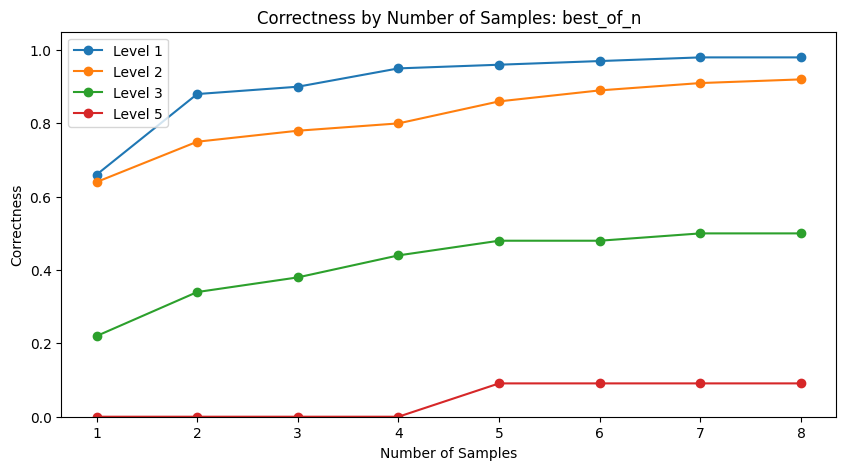 Correctness by Number of Samples: best_of_n
Level 1
Level 2
Level 3
Level 5
1.0
0.8
0.6
0.4
0.2
0.0
Correctness
1 2 3 4 5 6 7 8
Number of Samples